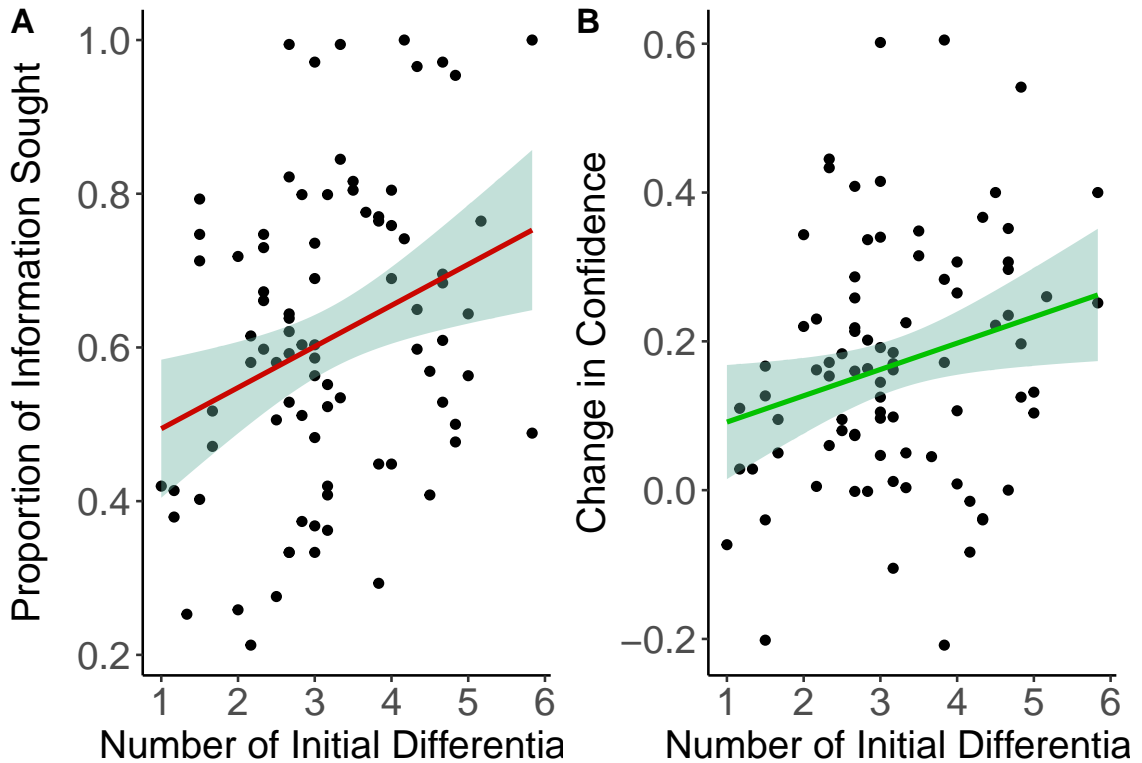 A
Proportion of Information Sought
1.0
0.8
0.6
0.4
0.2
1 2 3 4 5 6
Number of Initial Differentia
B
Change in Confidence
0.6
0.4
0.2
0.0
−0.2
1 2 3 4 5 6
Number of Initial Differentia